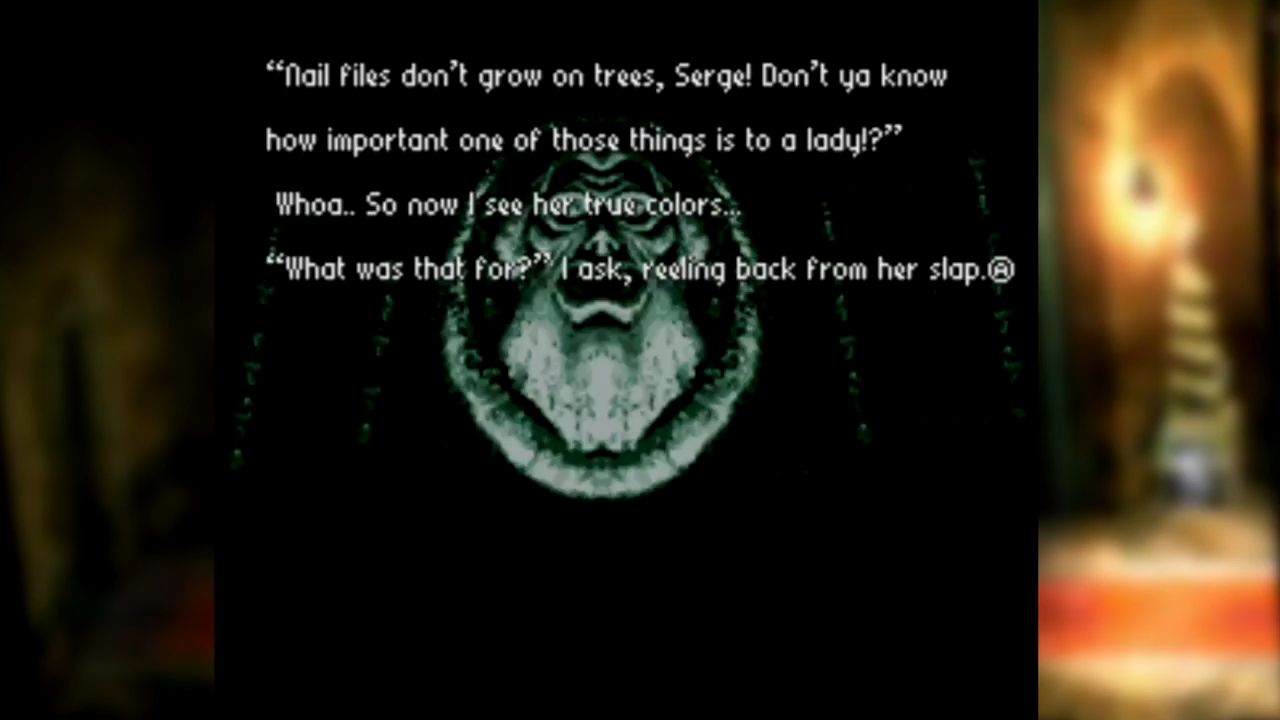 “Nail files don’t grow on trees, Serge! Don’t ya know
how important one of those things is to a lady!?”
Whoa.. So now I see her true colors...
“What was that for?” I ask, reeling back from her slap.